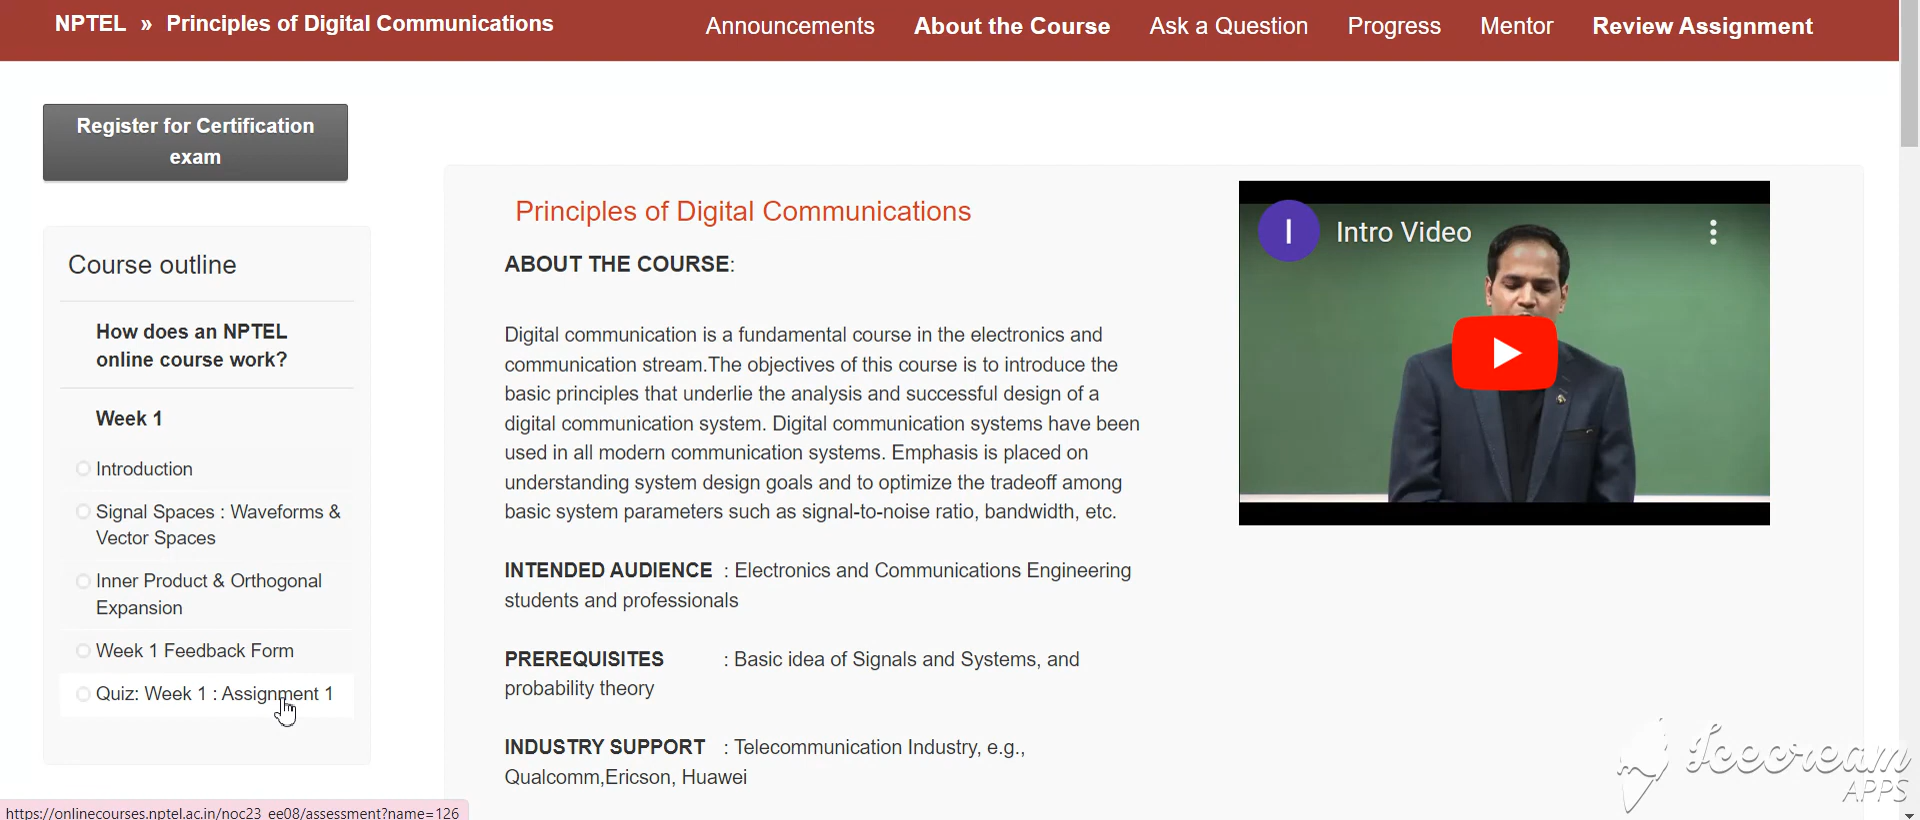 NPTEL » Principles of Digital Communications
Announcements About the Course Ask a Question Progress Mentor Review Assignment
Register for Certification
exam
Course outline
How does an NPTEL
online course work?
Week 1
Introduction
Signal Spaces : Waveforms &
Vector Spaces
Inner Product & Orthogonal
Expansion
Week 1 Feedback Form
Quiz: Week 1 : Assignment 1
Principles of Digital Communications
ABOUT THE COURSE:
Digital communication is a fundamental course in the electronics and
communication stream.The objectives of this course is to introduce the
basic principles that underlie the analysis and successful design of a
digital communication system. Digital communication systems have been
used in all modern communication systems. Emphasis is placed on
understanding system design goals and to optimize the tradeoff among
basic system parameters such as signal-to-noise ratio, bandwidth, etc.
INTENDED AUDIENCE : Electronics and Communications Engineering
students and professionals
PREREQUISITES : Basic idea of Signals and Systems, and
probability theory
INDUSTRY SUPPORT : Telecommunication Industry, e.g.,
Qualcomm,Ericson, Huawei
I Intro Video
Icecream
APPS
https://onlinecourses.nptel.ac.in/noc23_ee08/assessment?name=126